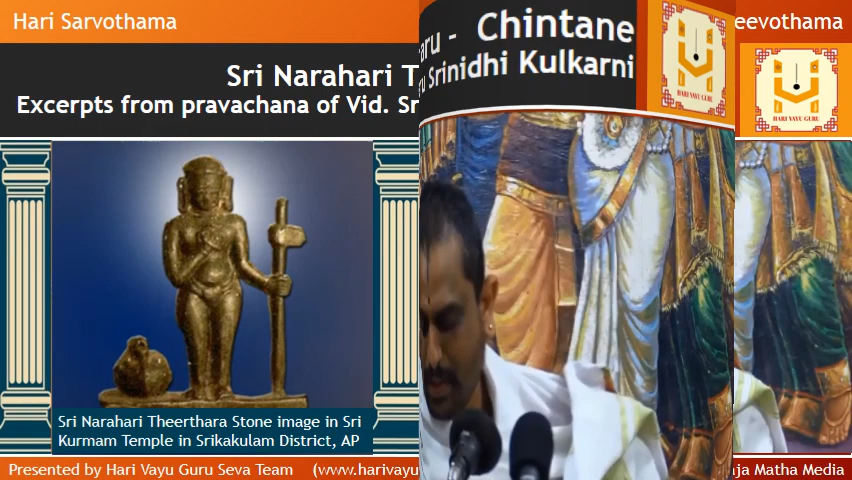 Hari Sarvothama
eevothama
Sri Narahari T
Excerpts from pravachana of Vid. Sr
aru - Chintane
Srinidhi Kulkarni
HARI VAYU GURU
HARI VAYU GURU
Sri Narahari Theerthara Stone image in Sri
Kurmam Temple in Srikakulam District, AP
Presented by Hari Vayu Guru Seva Team (www.harivayu
uja Matha Media